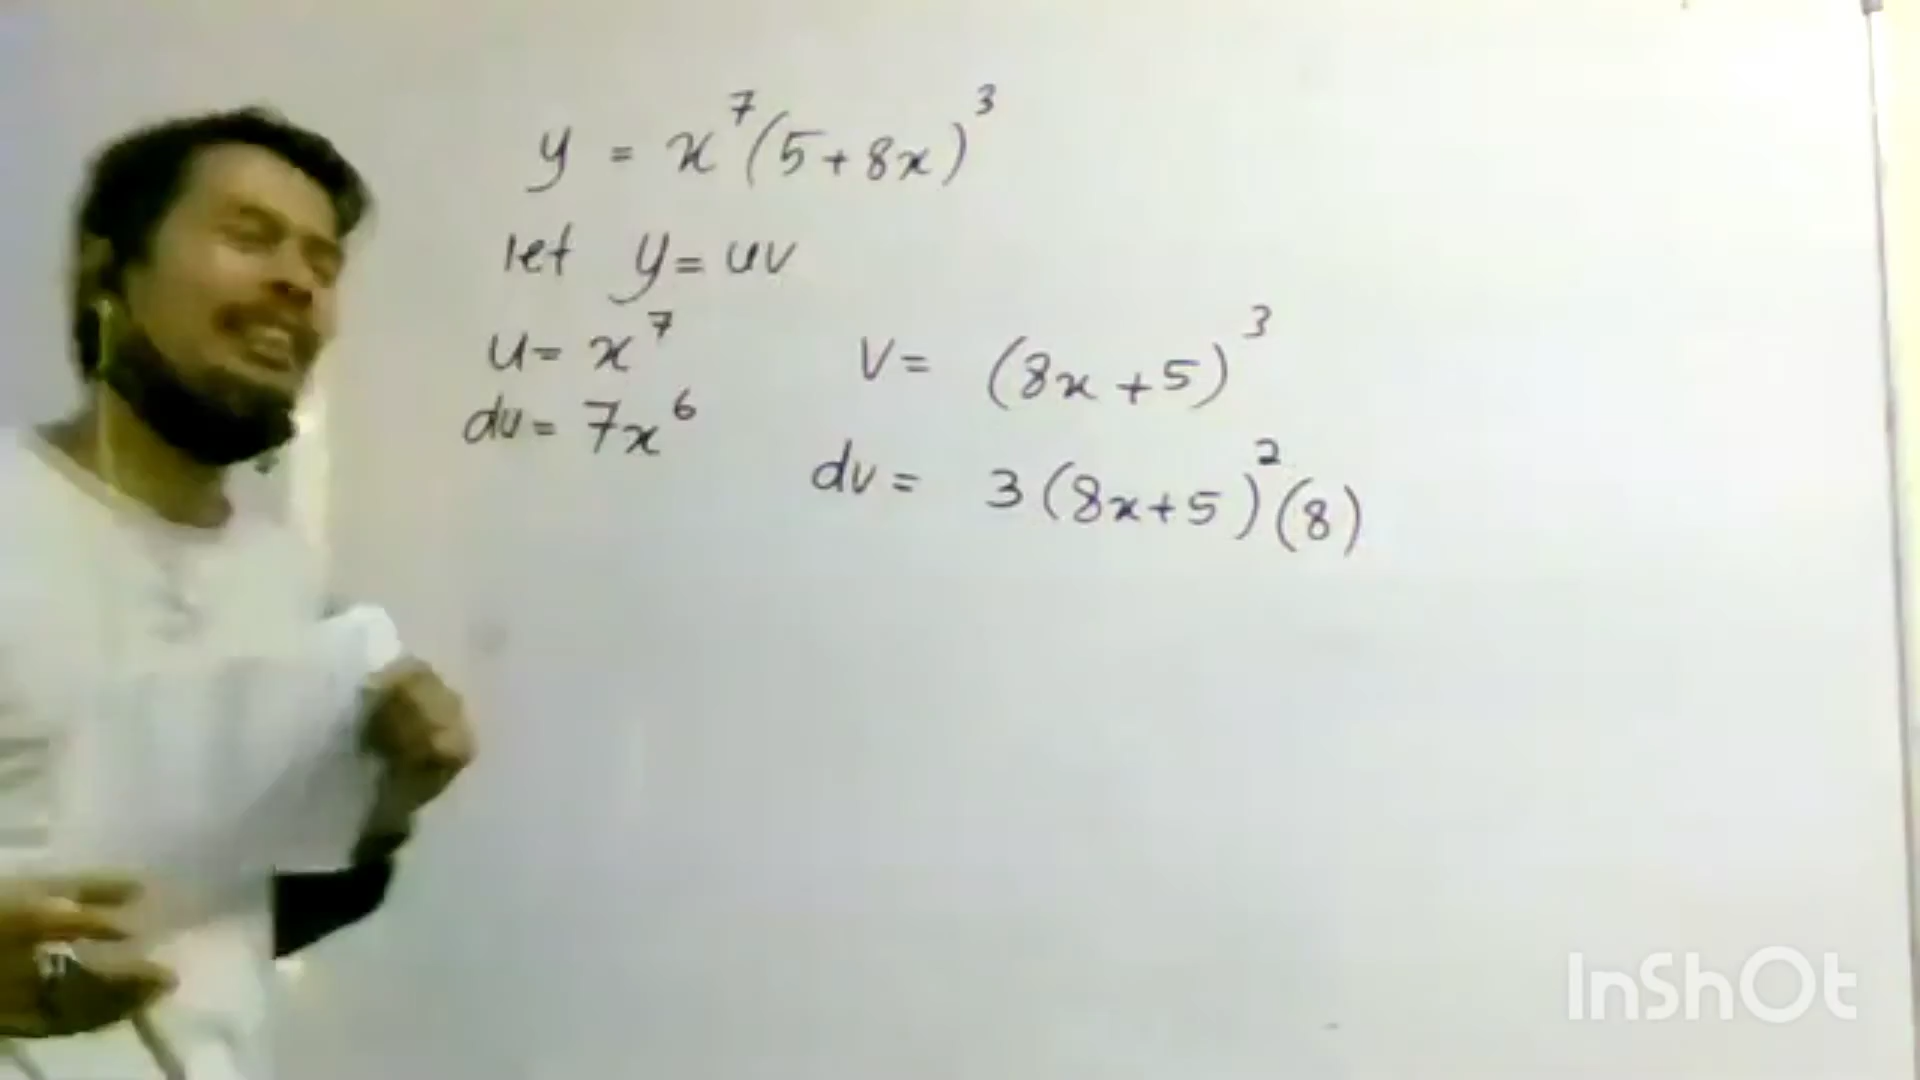 y = x⁷(5+8x)³
let y=uv
u= x⁷ v= (8x+5)³
du= 7x⁶ dv= 3(8x+5)²(8)
InShOt